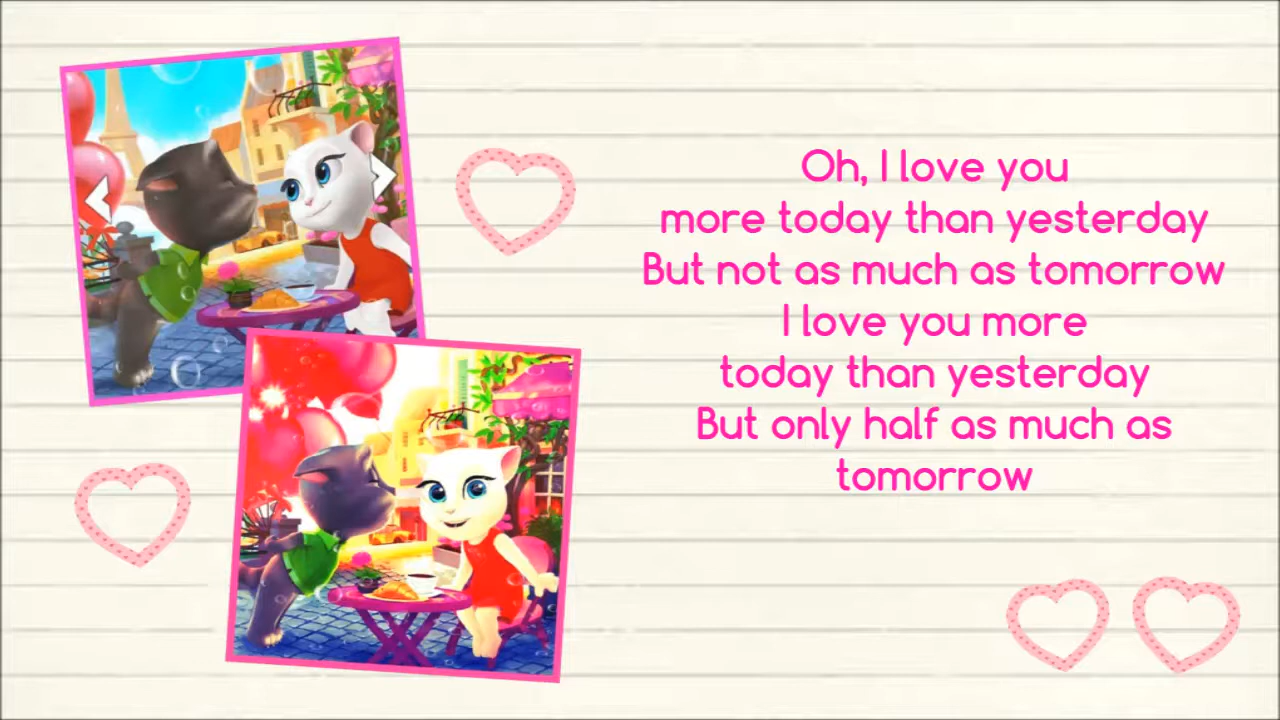 Oh, I love you
more today than yesterday
But not as much as tomorrow
I love you more
today than yesterday
But only half as much as
tomorrow